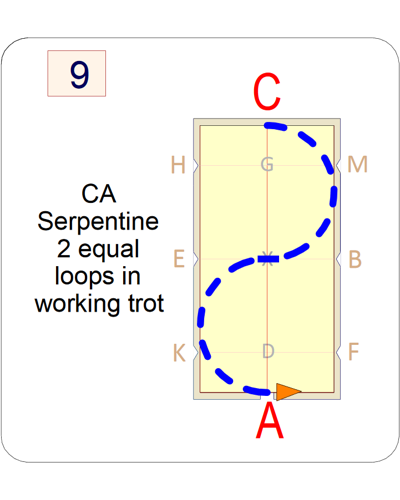 9
C
H
G
M
CA
Serpentine
2 equal
loops in
working trot
E
X
B
K
D
F
A